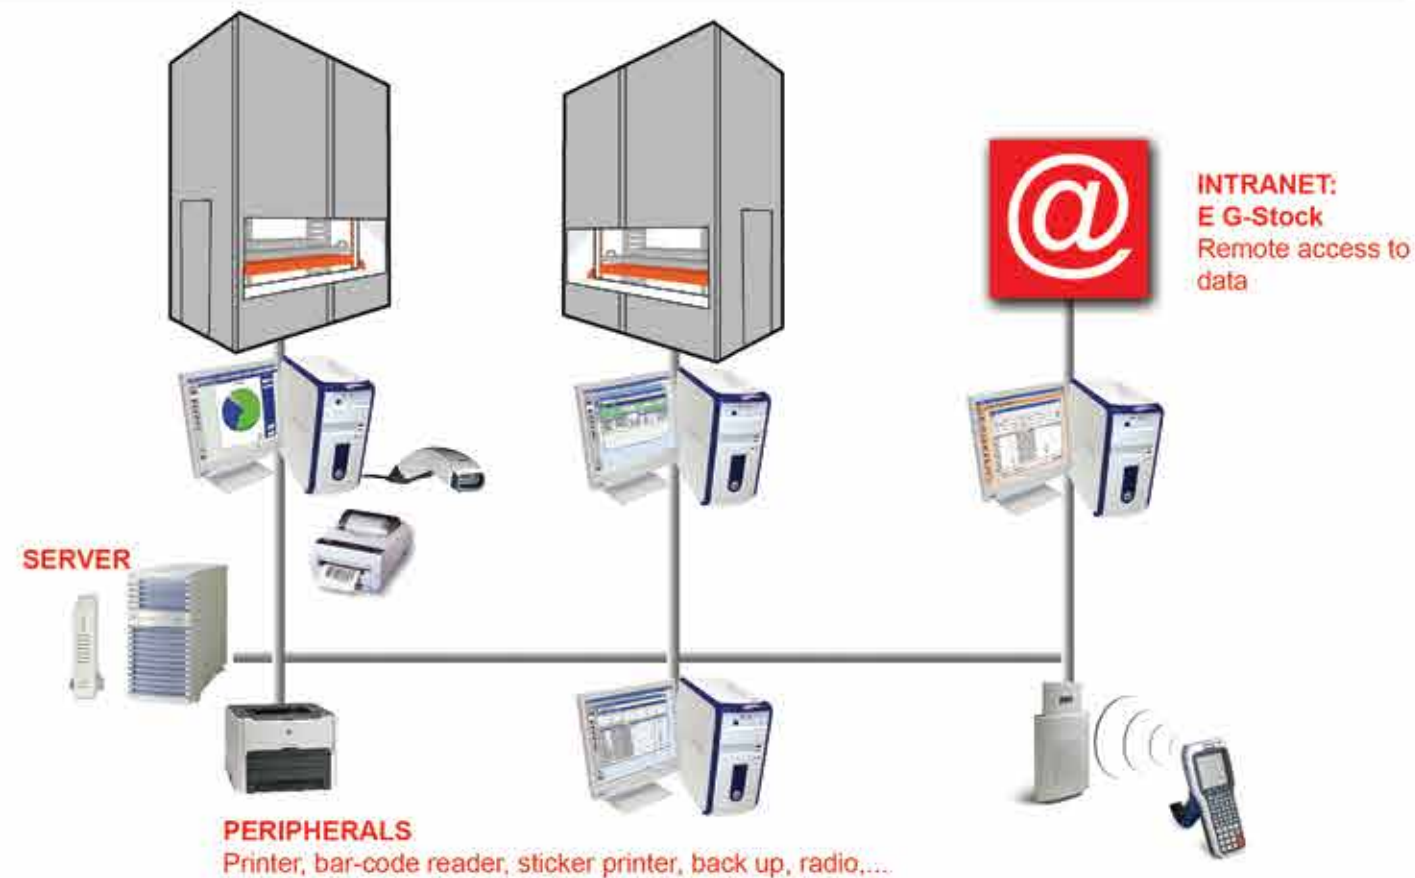 INTRANET:
E G-Stock
Remote access to
data
SERVER
PERIPHERALS
Printer, bar-code reader, sticker printer, back up, radio,...